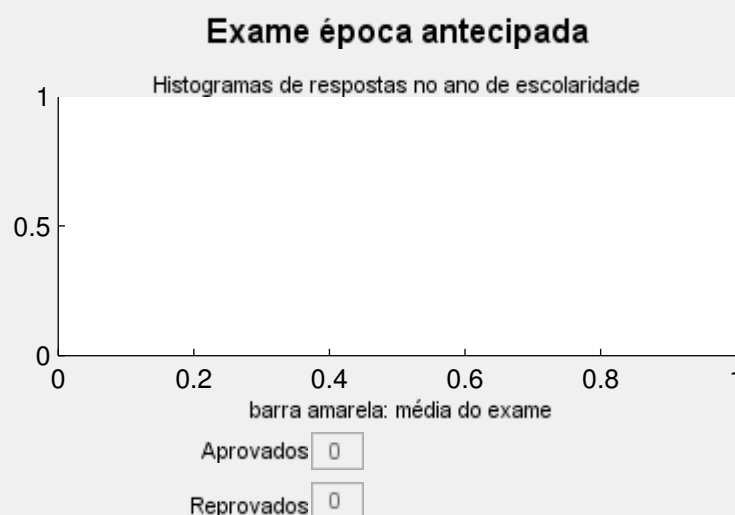 Exame época antecipada
Histogramas de respostas no ano de escolaridade
1
0.5
0
0 0.2 0.4 0.6 0.8
barra amarela: média do exame
Aprovados 0
Reprovados 0